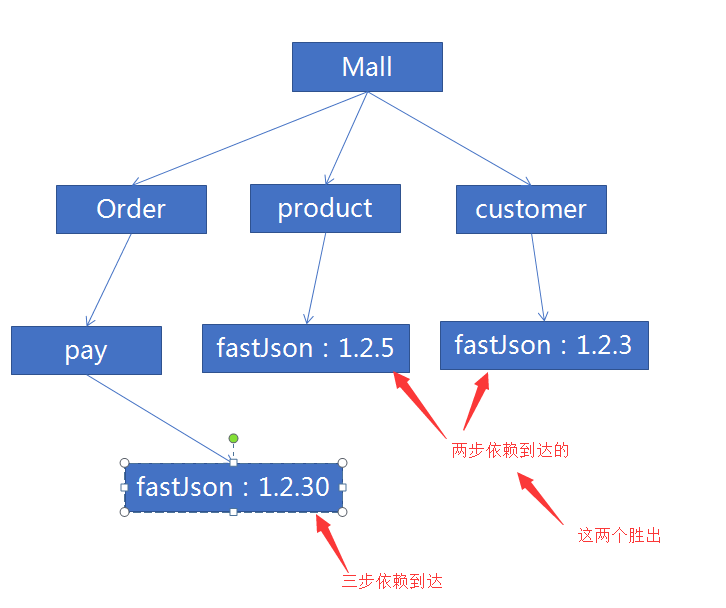 Mall
Order
product
customer
pay
fastJson：1.2.5
fastJson：1.2.3
两步依赖到达的
fastJson：1.2.30
这两个胜出
三步依赖到达